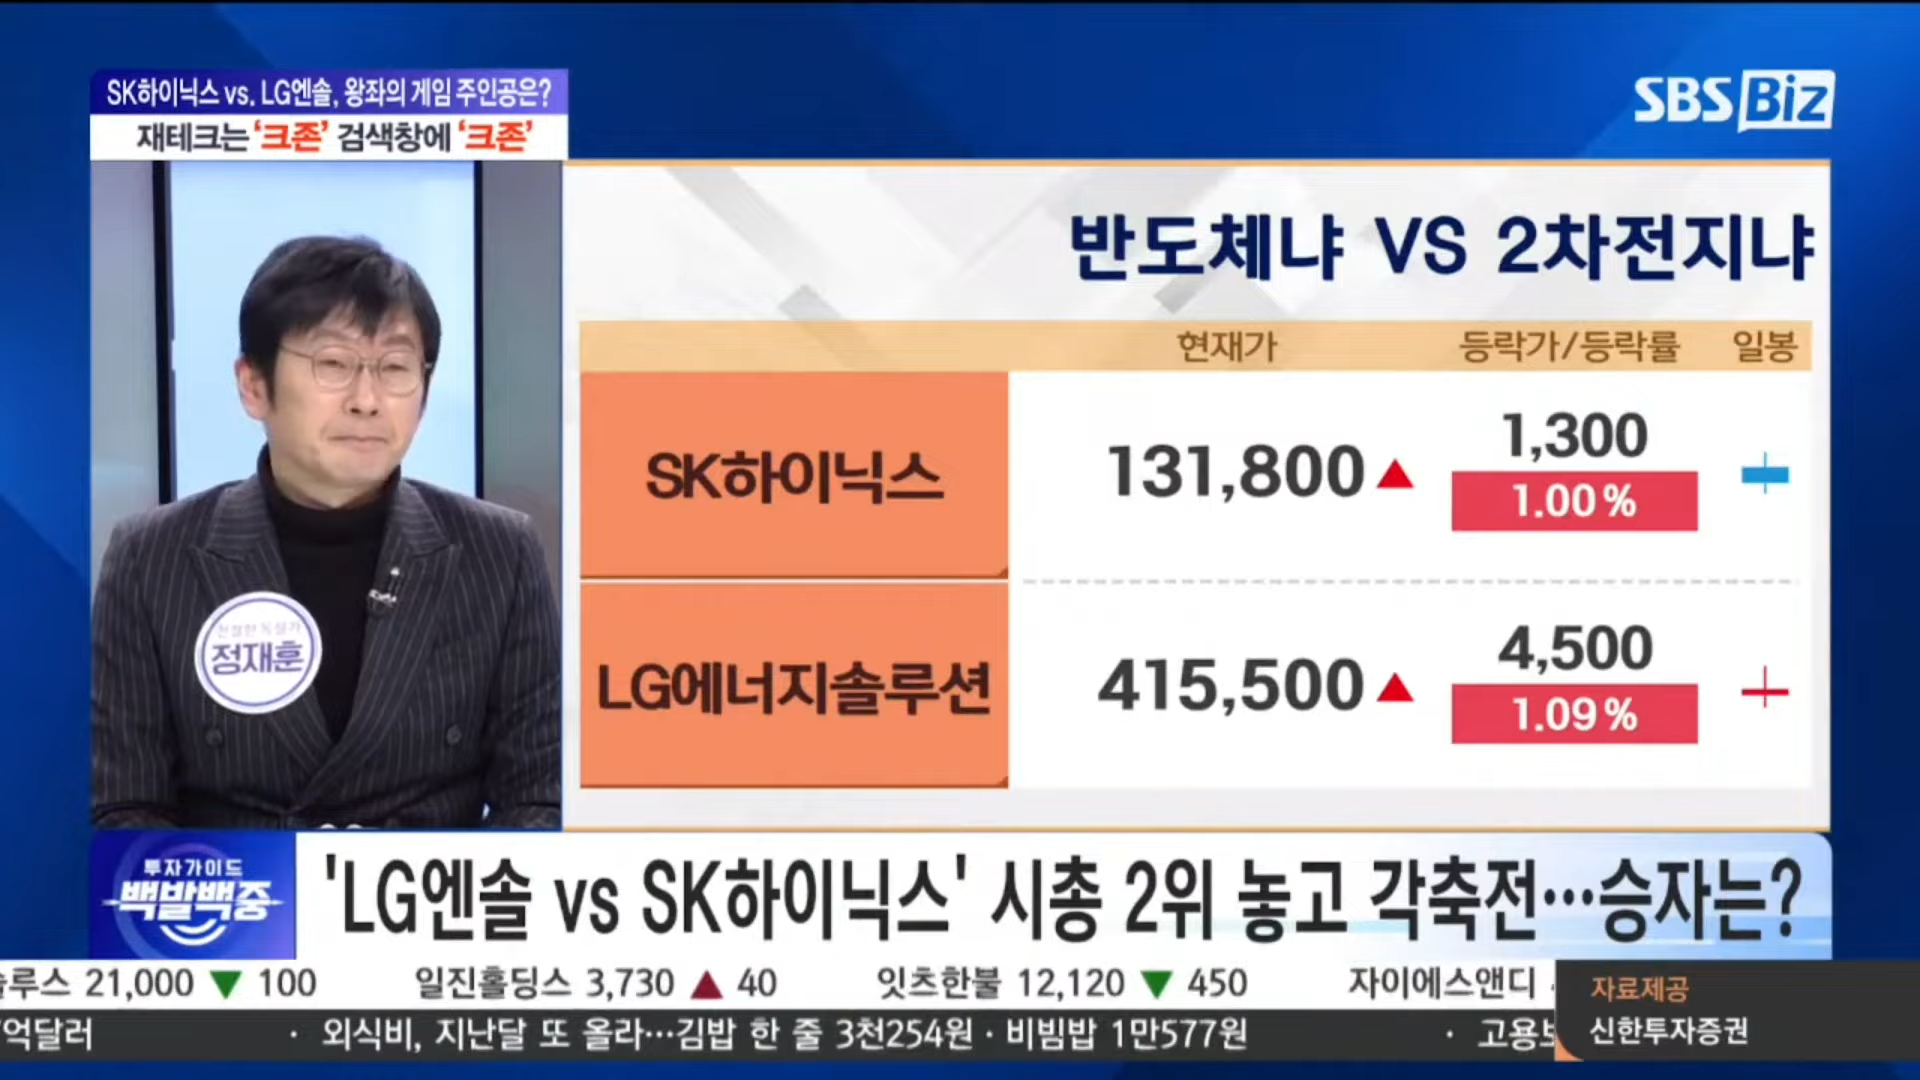 SK하이닉스 vs. LG엔솔, 왕좌의 게임 주인공은?
재테크는 '크존' 검색창에 '크존'
SBS Biz
반도체냐 VS 2차전지냐
현재가 등락가/등락률 일봉
SK하이닉스 131,800▲ 1,300
1.00%
LG에너지솔루션 415,500▲ 4,500
1.09%
정재훈
투자가이드
백발백중
'LG엔솔 vs SK하이닉스' 시총 2위 놓고 각축전…승자는?
루스 21,000 ▼ 100 일진홀딩스 3,730 ▲ 40 잇츠한불 12,120 ▼ 450 자이에스앤디
억달러 · 외식비, 지난달 또 올라…김밥 한 줄 3천254원 · 비빔밥 1만577원 · 고용
자료제공
신한투자증권